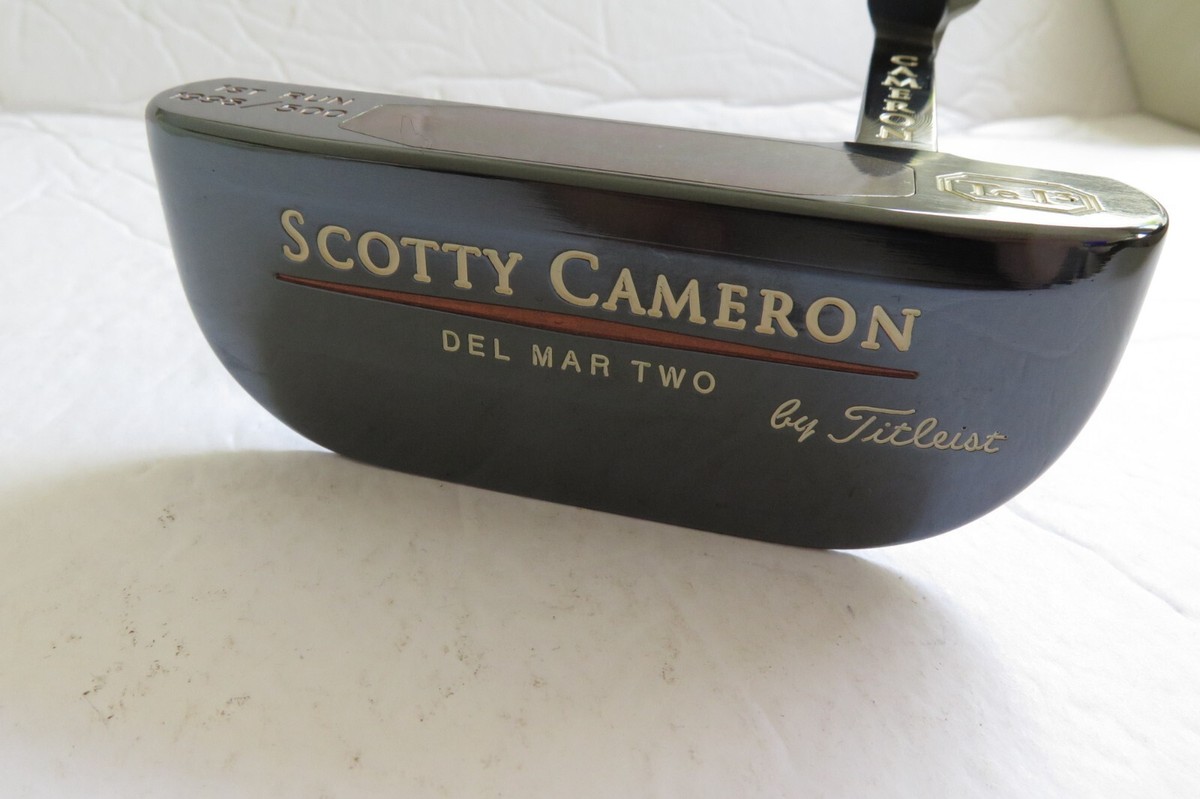 1ST RUN
CAMERON
SCOTTY CAMERON
DEL MAR TWO
by Titleist